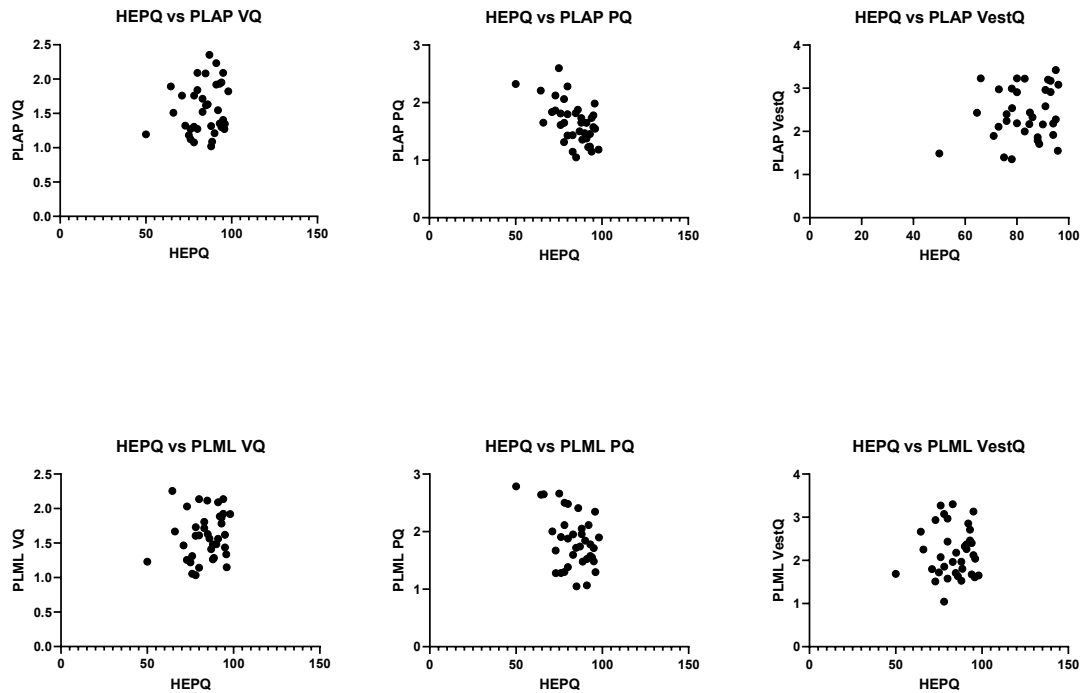 HEPQ vs PLAP VQ
2.5
2.0
1.5
1.0
0.5
0.0
0 50 100 150
HEPQ
PLAP VQ
HEPQ vs PLAP PQ
3
2
1
0
0 50 100 150
HEPQ
PLAP PQ
HEPQ vs PLAP VestQ
4
3
2
1
0
0 20 40 60 80 100
HEPQ
PLAP VestQ
HEPQ vs PLML VQ
2.5
2.0
1.5
1.0
0.5
0.0
0 50 100 150
HEPQ
PLML VQ
HEPQ vs PLML PQ
3
2
1
0
0 50 100 150
HEPQ
PLML PQ
HEPQ vs PLML VestQ
4
3
2
1
0
0 50 100 150
HEPQ
PLML VestQ